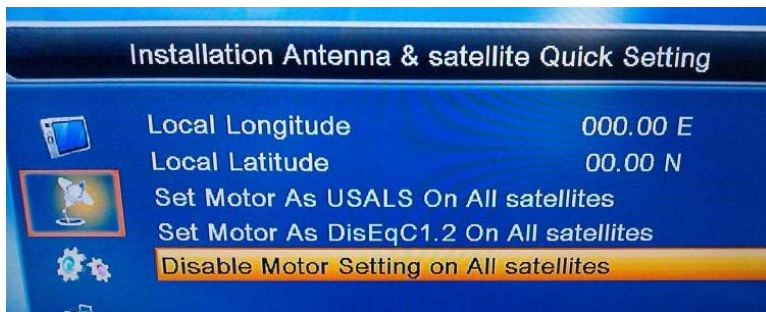 Installation Antenna & satellite Quick Setting
Local Longitude 000.00 E
Local Latitude 00.00 N
Set Motor As USALS On All satellites
Set Motor As DisEqC1.2 On All satellites
Disable Motor Setting on All satellites